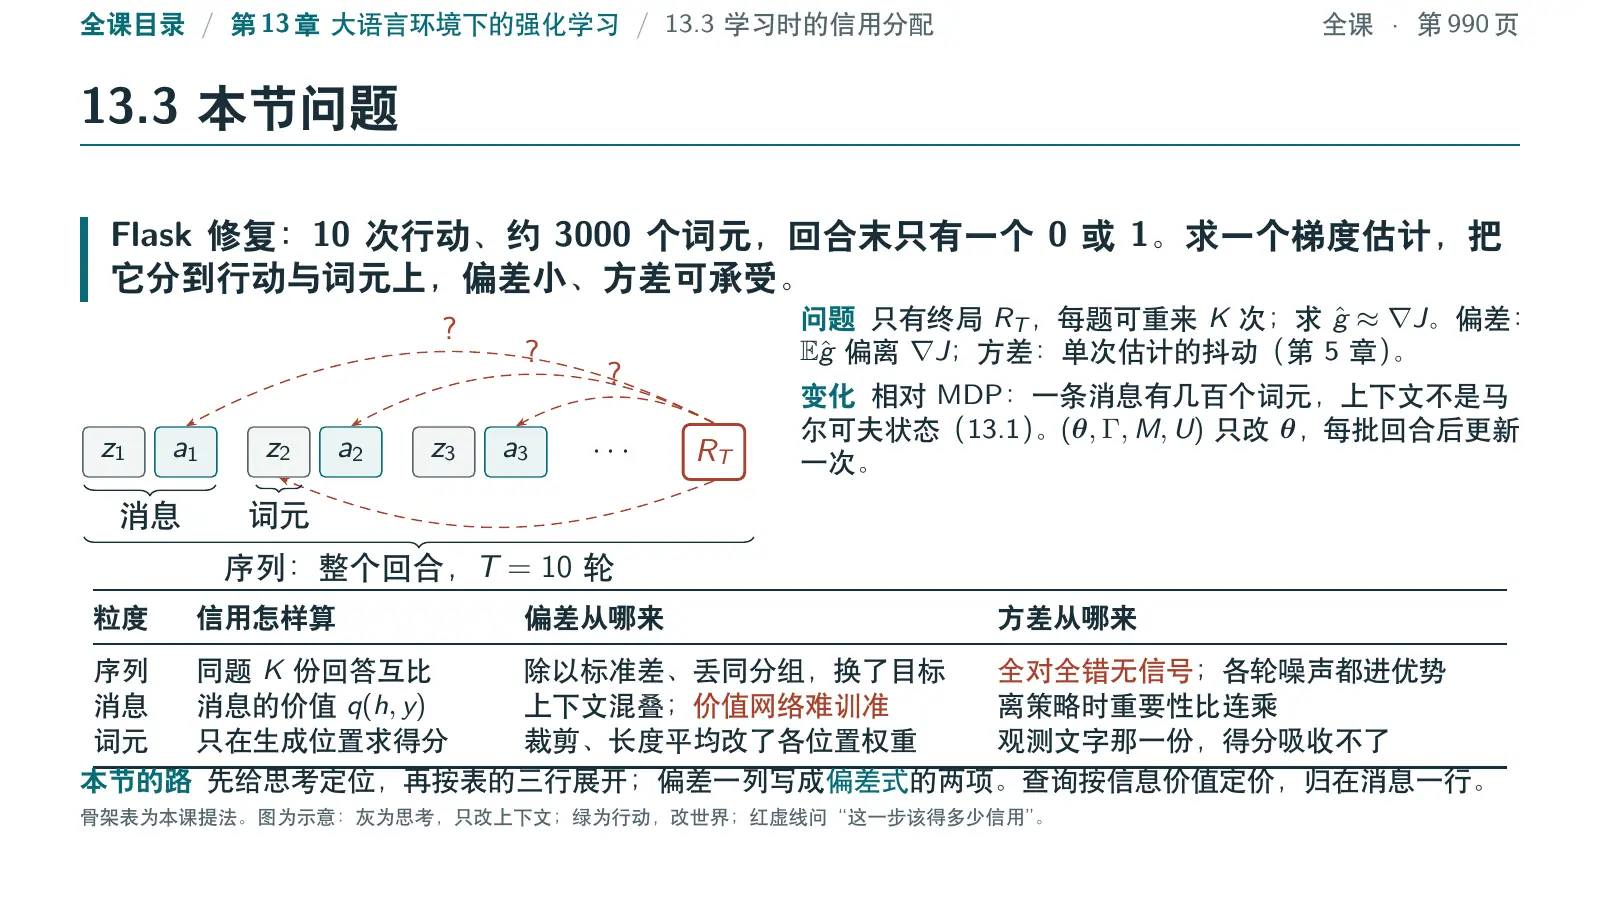 全课目录 / 第 13 章 大语言环境下的强化学习 / 13.3 学习时的信用分配
全课 · 第 990 页
13.3 本节问题
Flask 修复：10 次行动、约 3000 个词元，回合末只有一个 0 或 1。求一个梯度估计，把
它分到行动与词元上，偏差小、方差可承受。
? ? ?
z₁ a₁ z₂ a₂ z₃ a₃ ··· R_T
消息 词元
序列：整个回合，T = 10 轮
问题 只有终局 R_T，每题可重来 K 次；求 ĝ ≈ ∇J。偏差：
𝔼ĝ 偏离 ∇J；方差：单次估计的抖动（第 5 章）。
变化 相对 MDP：一条消息有几百个词元，上下文不是马
尔可夫状态（13.1）。(θ, Γ, M, U) 只改 θ，每批回合后更新
一次。
粒度 信用怎样算 偏差从哪来 方差从哪来
序列 同题 K 份回答互比 除以标准差、丢同分组，换了目标 全对全错无信号；各轮噪声都进优势
消息 消息的价值 q(h, y) 上下文混叠；价值网络难训准 离策略时重要性比连乘
词元 只在生成位置求得分 裁剪、长度平均改了各位置权重 观测文字那一份，得分吸收不了
本节的路 先给思考定位，再按表的三行展开；偏差一列写成偏差式的两项。查询按信息价值定价，归在消息一行。
骨架表为本课提法。图为示意：灰为思考，只改上下文；绿为行动，改世界；红虚线问“这一步该得多少信用”。